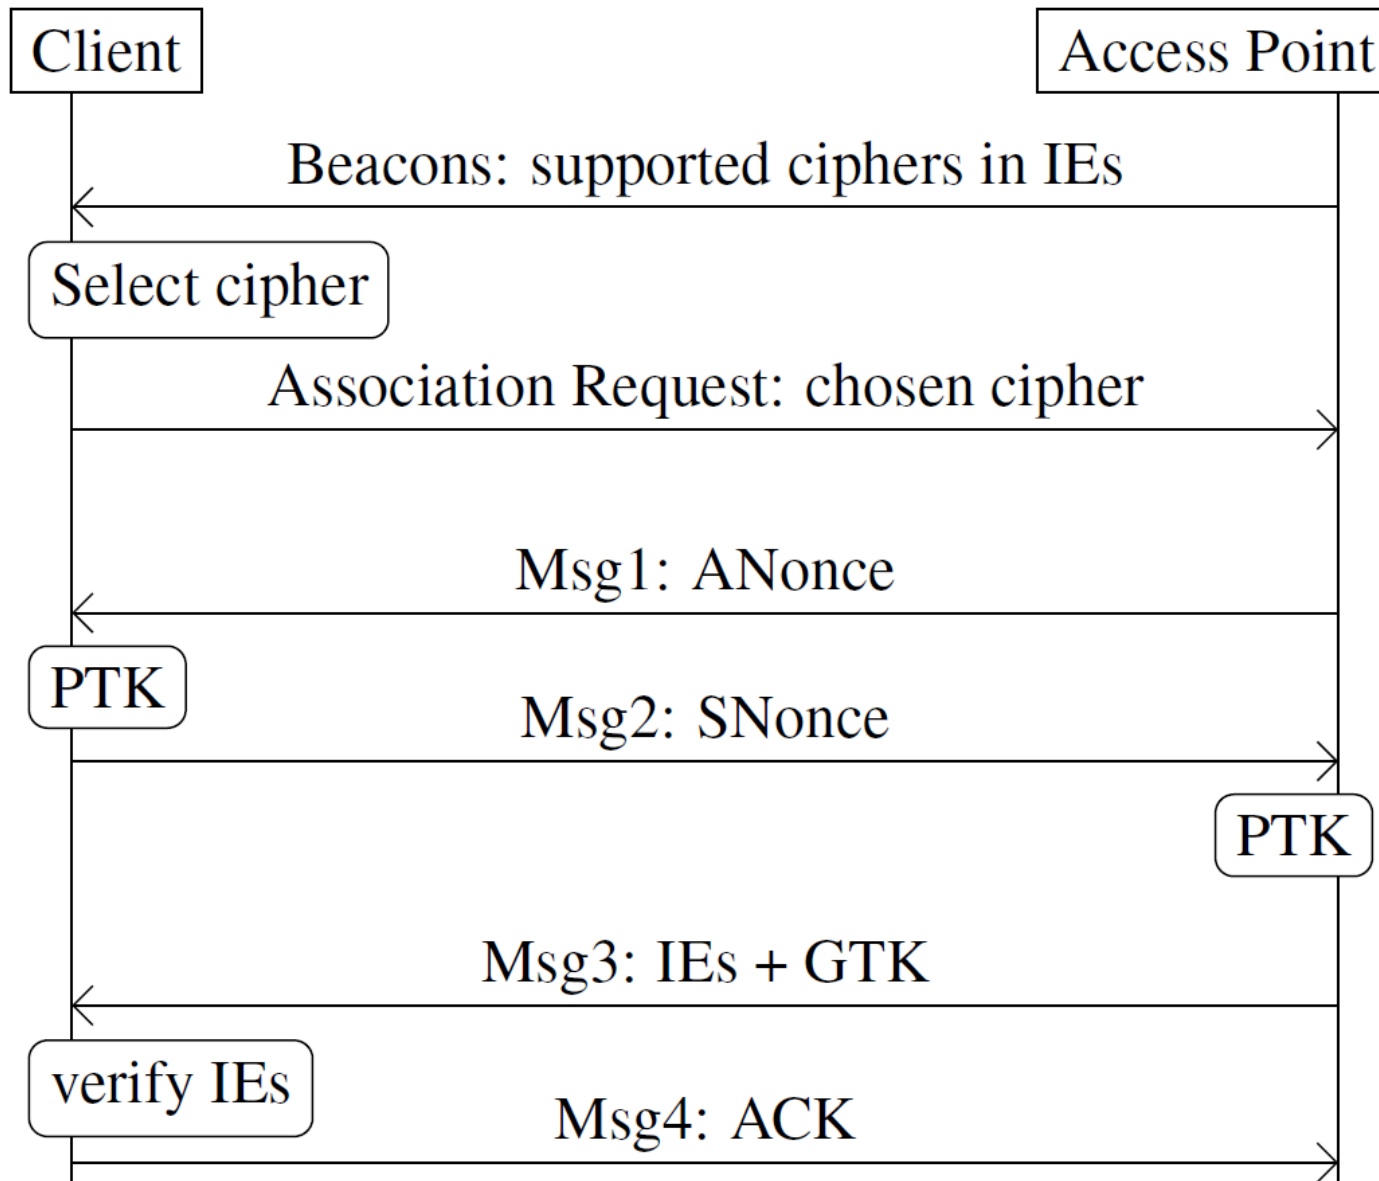 Client
Access Point
Beacons: supported ciphers in IEs
Select cipher
Association Request: chosen cipher
Msg1: ANonce
PTK
Msg2: SNonce
PTK
Msg3: IEs + GTK
verify IEs
Msg4: ACK